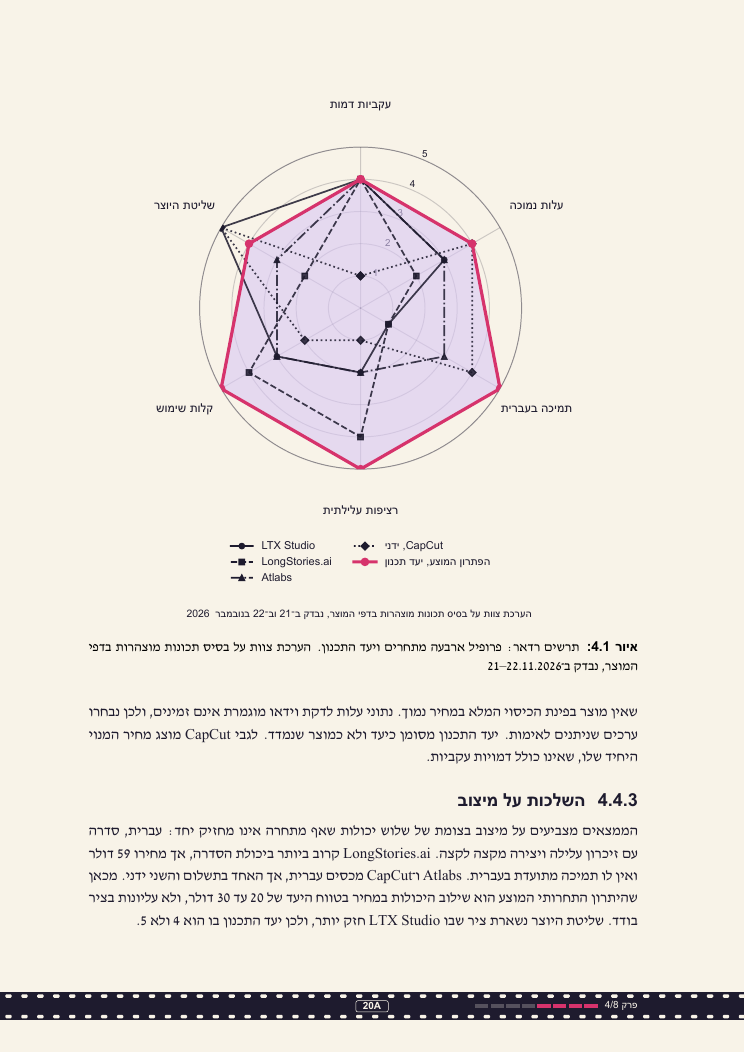 עקביות דמות
5
4
3
2
1
שליטת היוצר
עלות נמוכה
קלות שימוש
תמיכה בעברית
רציפות עלילתית
LTX Studio
LongStories.ai
Atlabs
CapCut, ידני
הפתרון המוצע, יעד תכנון
הערכת צוות על בסיס תכונות מוצהרות בדפי המוצר, נבדק ב־21 וב־22 בנובמבר 2026
איור 4.1: תרשים רדאר: פרופיל ארבעה מתחרים ויעד התכנון. הערכת צוות על בסיס תכונות מוצהרות בדפי
המוצר, נבדק ב־21–22.11.2026
שאין מוצר בפינת הכיסוי המלא במחיר נמוך. נתוני עלות לדקת וידאו מוגמרת אינם זמינים, ולכן נבחרו
ערכים שניתנים לאימות. יעד התכנון מסומן כיעד ולא כמוצר שנמדד. לגבי CapCut מוצג מחיר המנוי
היחיד שלו, שאינו כולל דמויות עקביות.
4.4.3 השלכות על מיצוב
הממצאים מצביעים על מיצוב בצומת של שלוש יכולות שאף מתחרה אינו מחזיק יחד: עברית, סדרה
עם זיכרון עלילה ויצירה מקצה לקצה. LongStories.ai קרוב ביותר ביכולת הסדרה, אך מחירו 59 דולר
ואין לו תמיכה מתועדת בעברית. Atlabs ו־CapCut מכסים עברית, אך האחד בתשלום והשני ידני. מכאן
שהיתרון התחרותי המוצע הוא שילוב היכולות במחיר בטווח היעד של 20 עד 30 דולר, ולא עליונות בציר
בודד. שליטת היוצר נשארת ציר שבו LTX Studio חזק יותר, ולכן יעד התכנון בו הוא 4 ולא 5.
פרק 4/8
20A